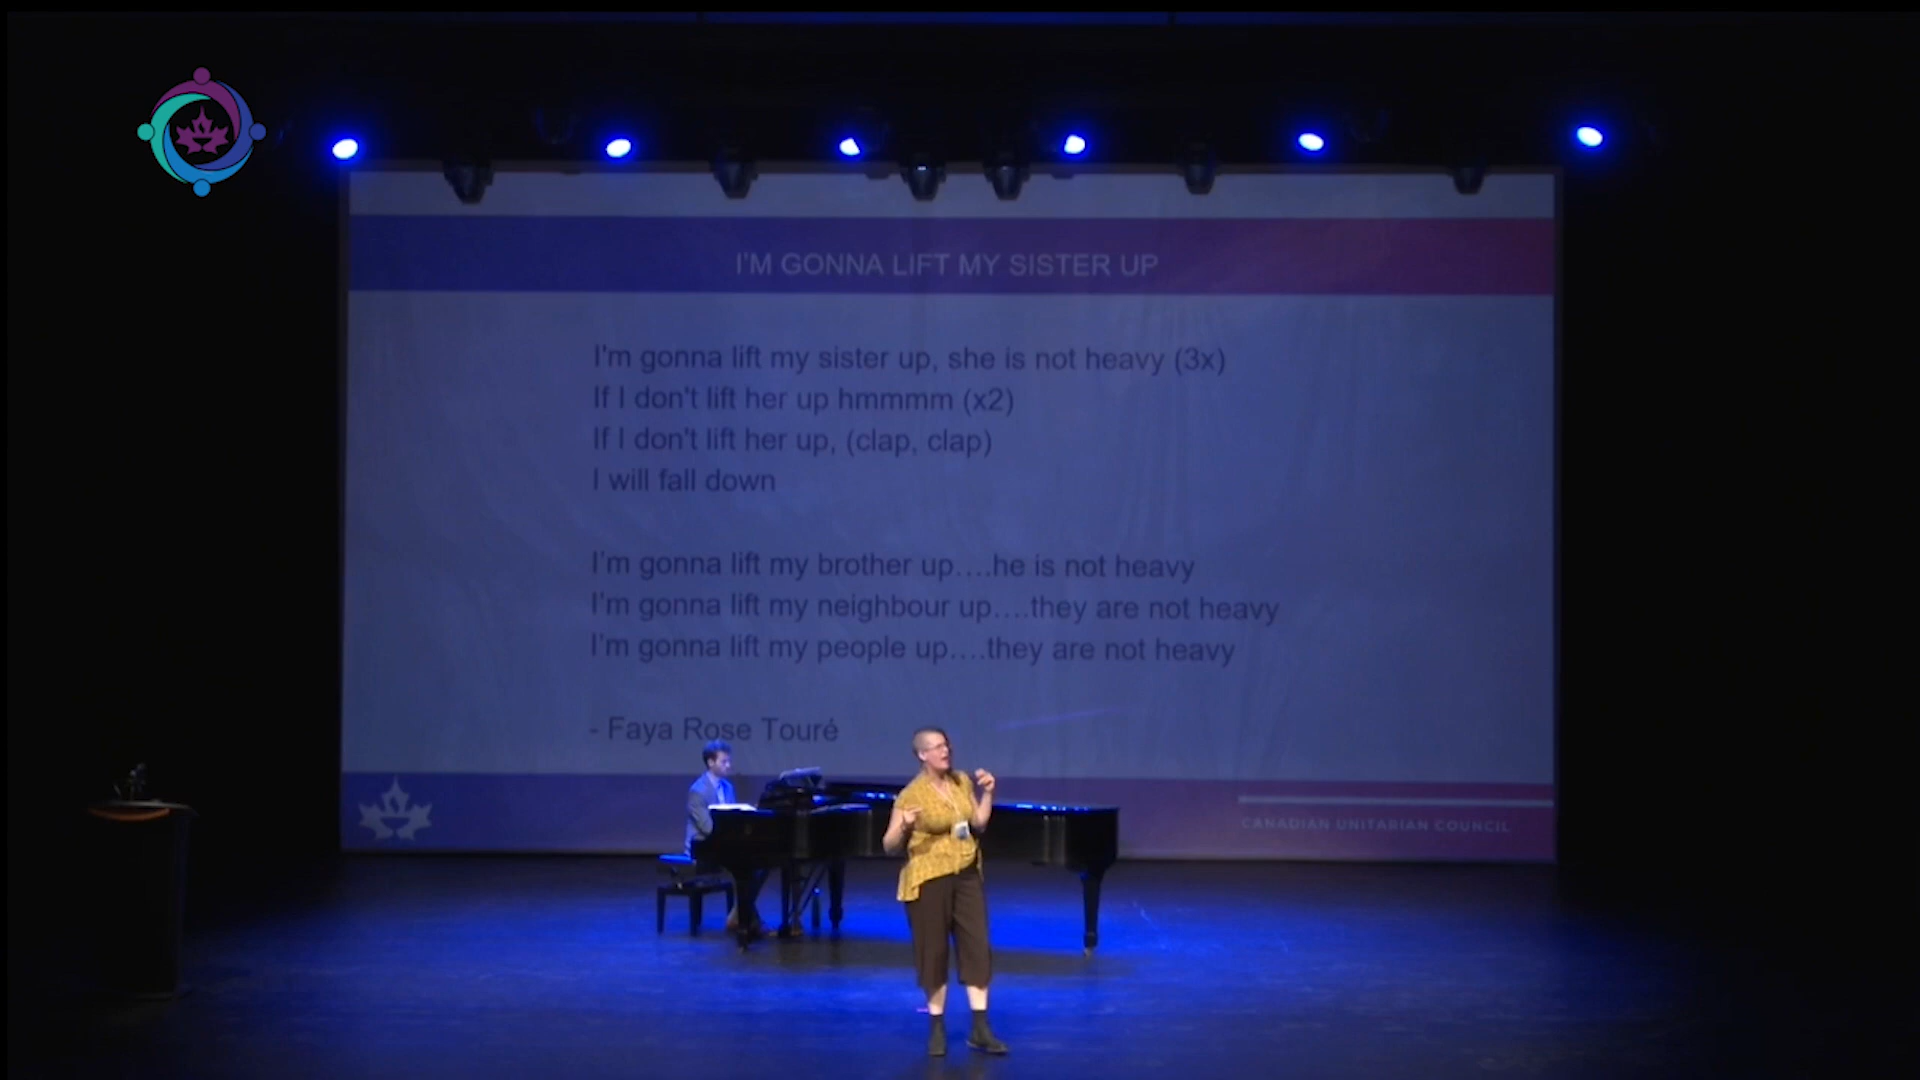 I'M GONNA LIFT MY SISTER UP
I'm gonna lift my sister up, she is not heavy (3x)
If I don't lift her up hmmmm (x2)
If I don't lift her up, (clap, clap)
I will fall down
I'm gonna lift my brother up....he is not heavy
I'm gonna lift my neighbour up....they are not heavy
I'm gonna lift my people up....they are not heavy
- Faya Rose Touré
CANADIAN UNITARIAN COUNCIL